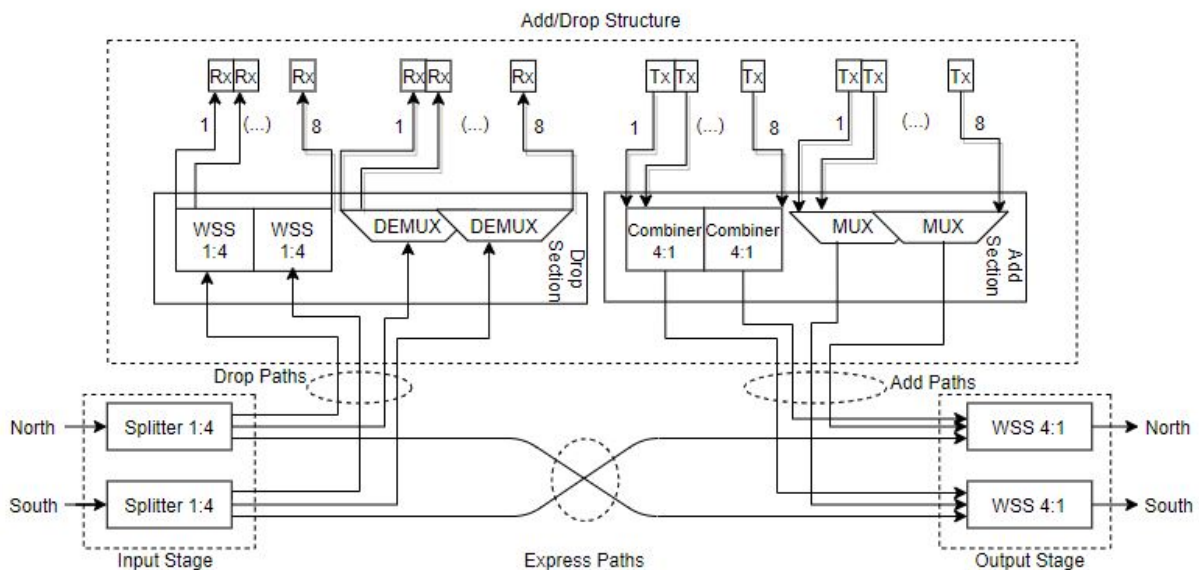 Add/Drop Structure
Rx Rx Rx Rx Rx Rx Tx Tx Tx Tx Tx Tx
1 (...) 8 1 (...) 8 1 (...) 8 1 (...) 8
WSS 1:4
WSS 1:4
DEMUX
DEMUX
Drop Section
Combiner 4:1
Combiner 4:1
MUX
MUX
Add Section
Drop Paths
Add Paths
North
Splitter 1:4
WSS 4:1
North
South
Splitter 1:4
WSS 4:1
South
Input Stage
Express Paths
Output Stage